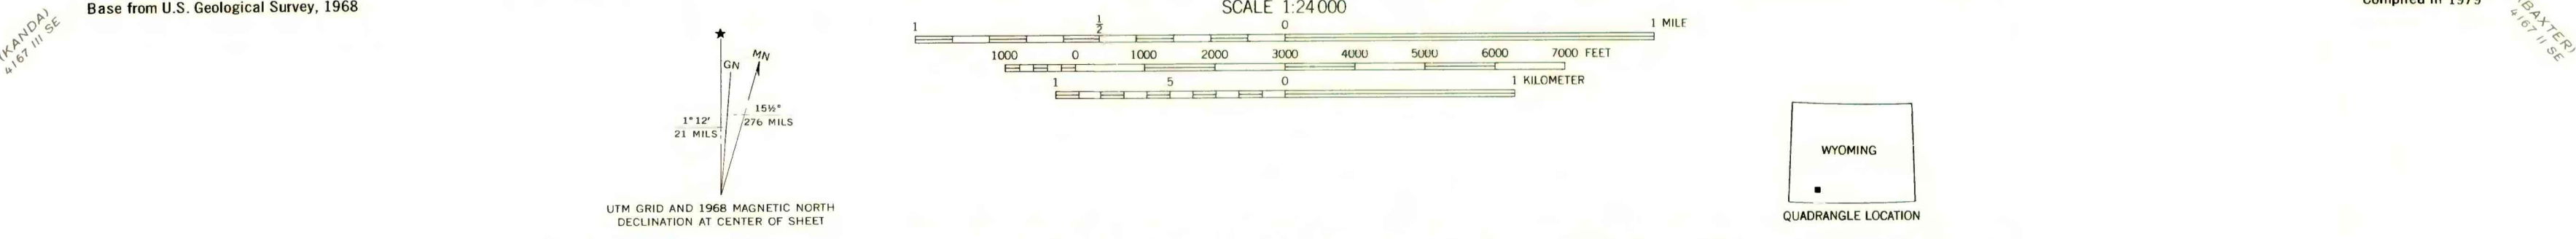 Base from U.S. Geological Survey, 1968
(KANDA)
4167 III SE
SCALE 1:24 000
1 ½ 0 1 MILE
1000 0 1000 2000 3000 4000 5000 6000 7000 FEET
1 5 0 1 KILOMETER
Compiled in 1979
(BAXTER)
4167 II SE
GN
MN
1°12′
21 MILS
15½°
276 MILS
UTM GRID AND 1968 MAGNETIC NORTH
DECLINATION AT CENTER OF SHEET
WYOMING
QUADRANGLE LOCATION